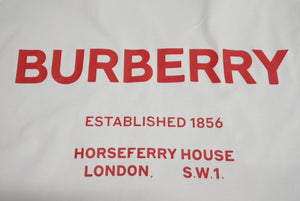 BURBERRY
ESTABLISHED 1856
HORSEFERRY HOUSE
LONDON, S.W.1.